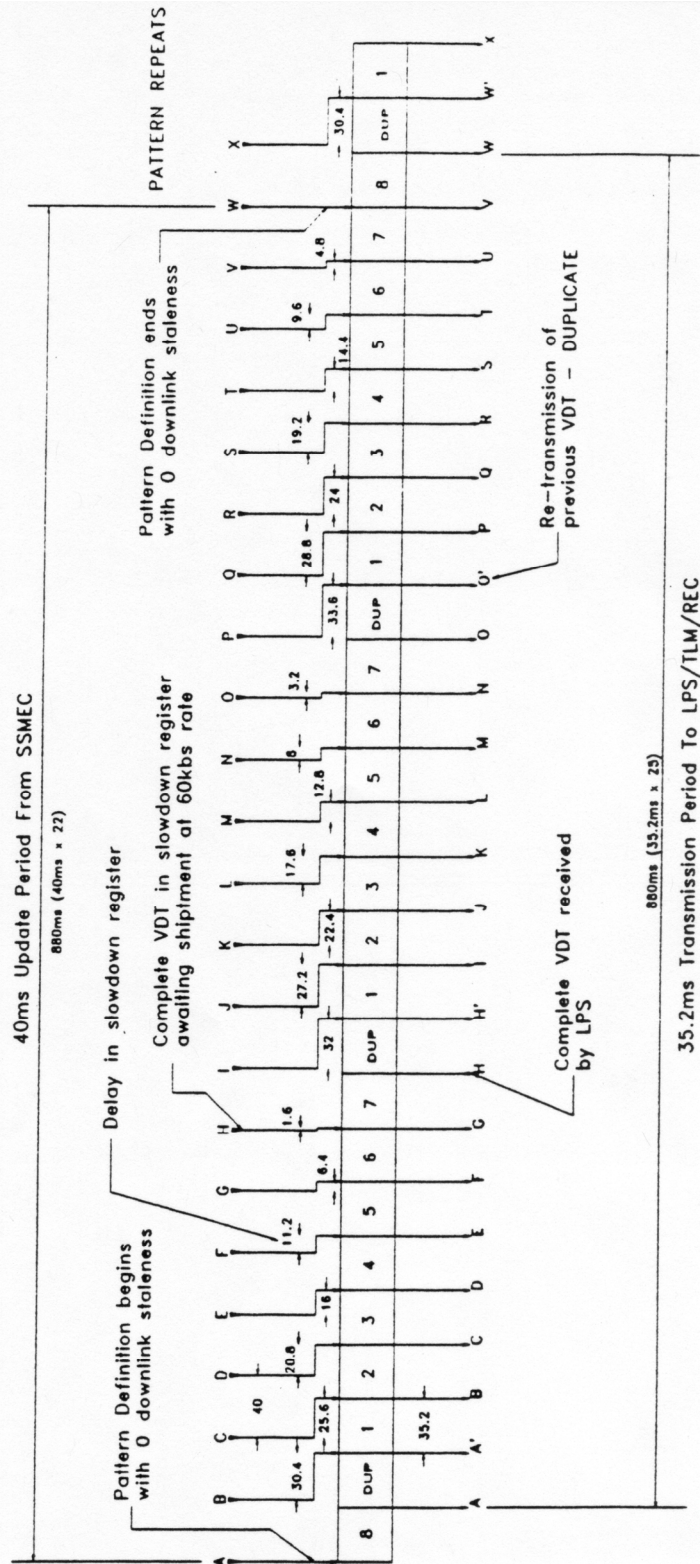 40ms Update Period From SSMEC
880ms (40ms x 22)
PATTERN REPEATS
Pattern Definition begins
with 0 downlink staleness
Delay in slowdown register
Complete VDT in slowdown register
awaiting shiptment at 60kbs rate
Pattern Definition ends
with 0 downlink staleness
A B C D E F G H I J K L M N O P Q R S T U V W X
40
30.4 25.6 20.8 16 11.2 6.4 1.6 32 27.2 22.4 17.6 12.8 8 3.2 33.6 28.8 24 19.2 14.4 9.6 4.8 30.4
8 DUP 1 2 3 4 5 6 7 DUP 1 2 3 4 5 6 7 DUP 1 2 3 4 5 6 7 8 DUP 1
35.2
A A' B C D E F G H H' I J K L M N O O' P Q R S T U V W W' X
Complete VDT received
by LPS
Re-transmission of
previous VDT - DUPLICATE
880ms (35.2ms x 25)
35.2ms Transmission Period To LPS/TLM/REC